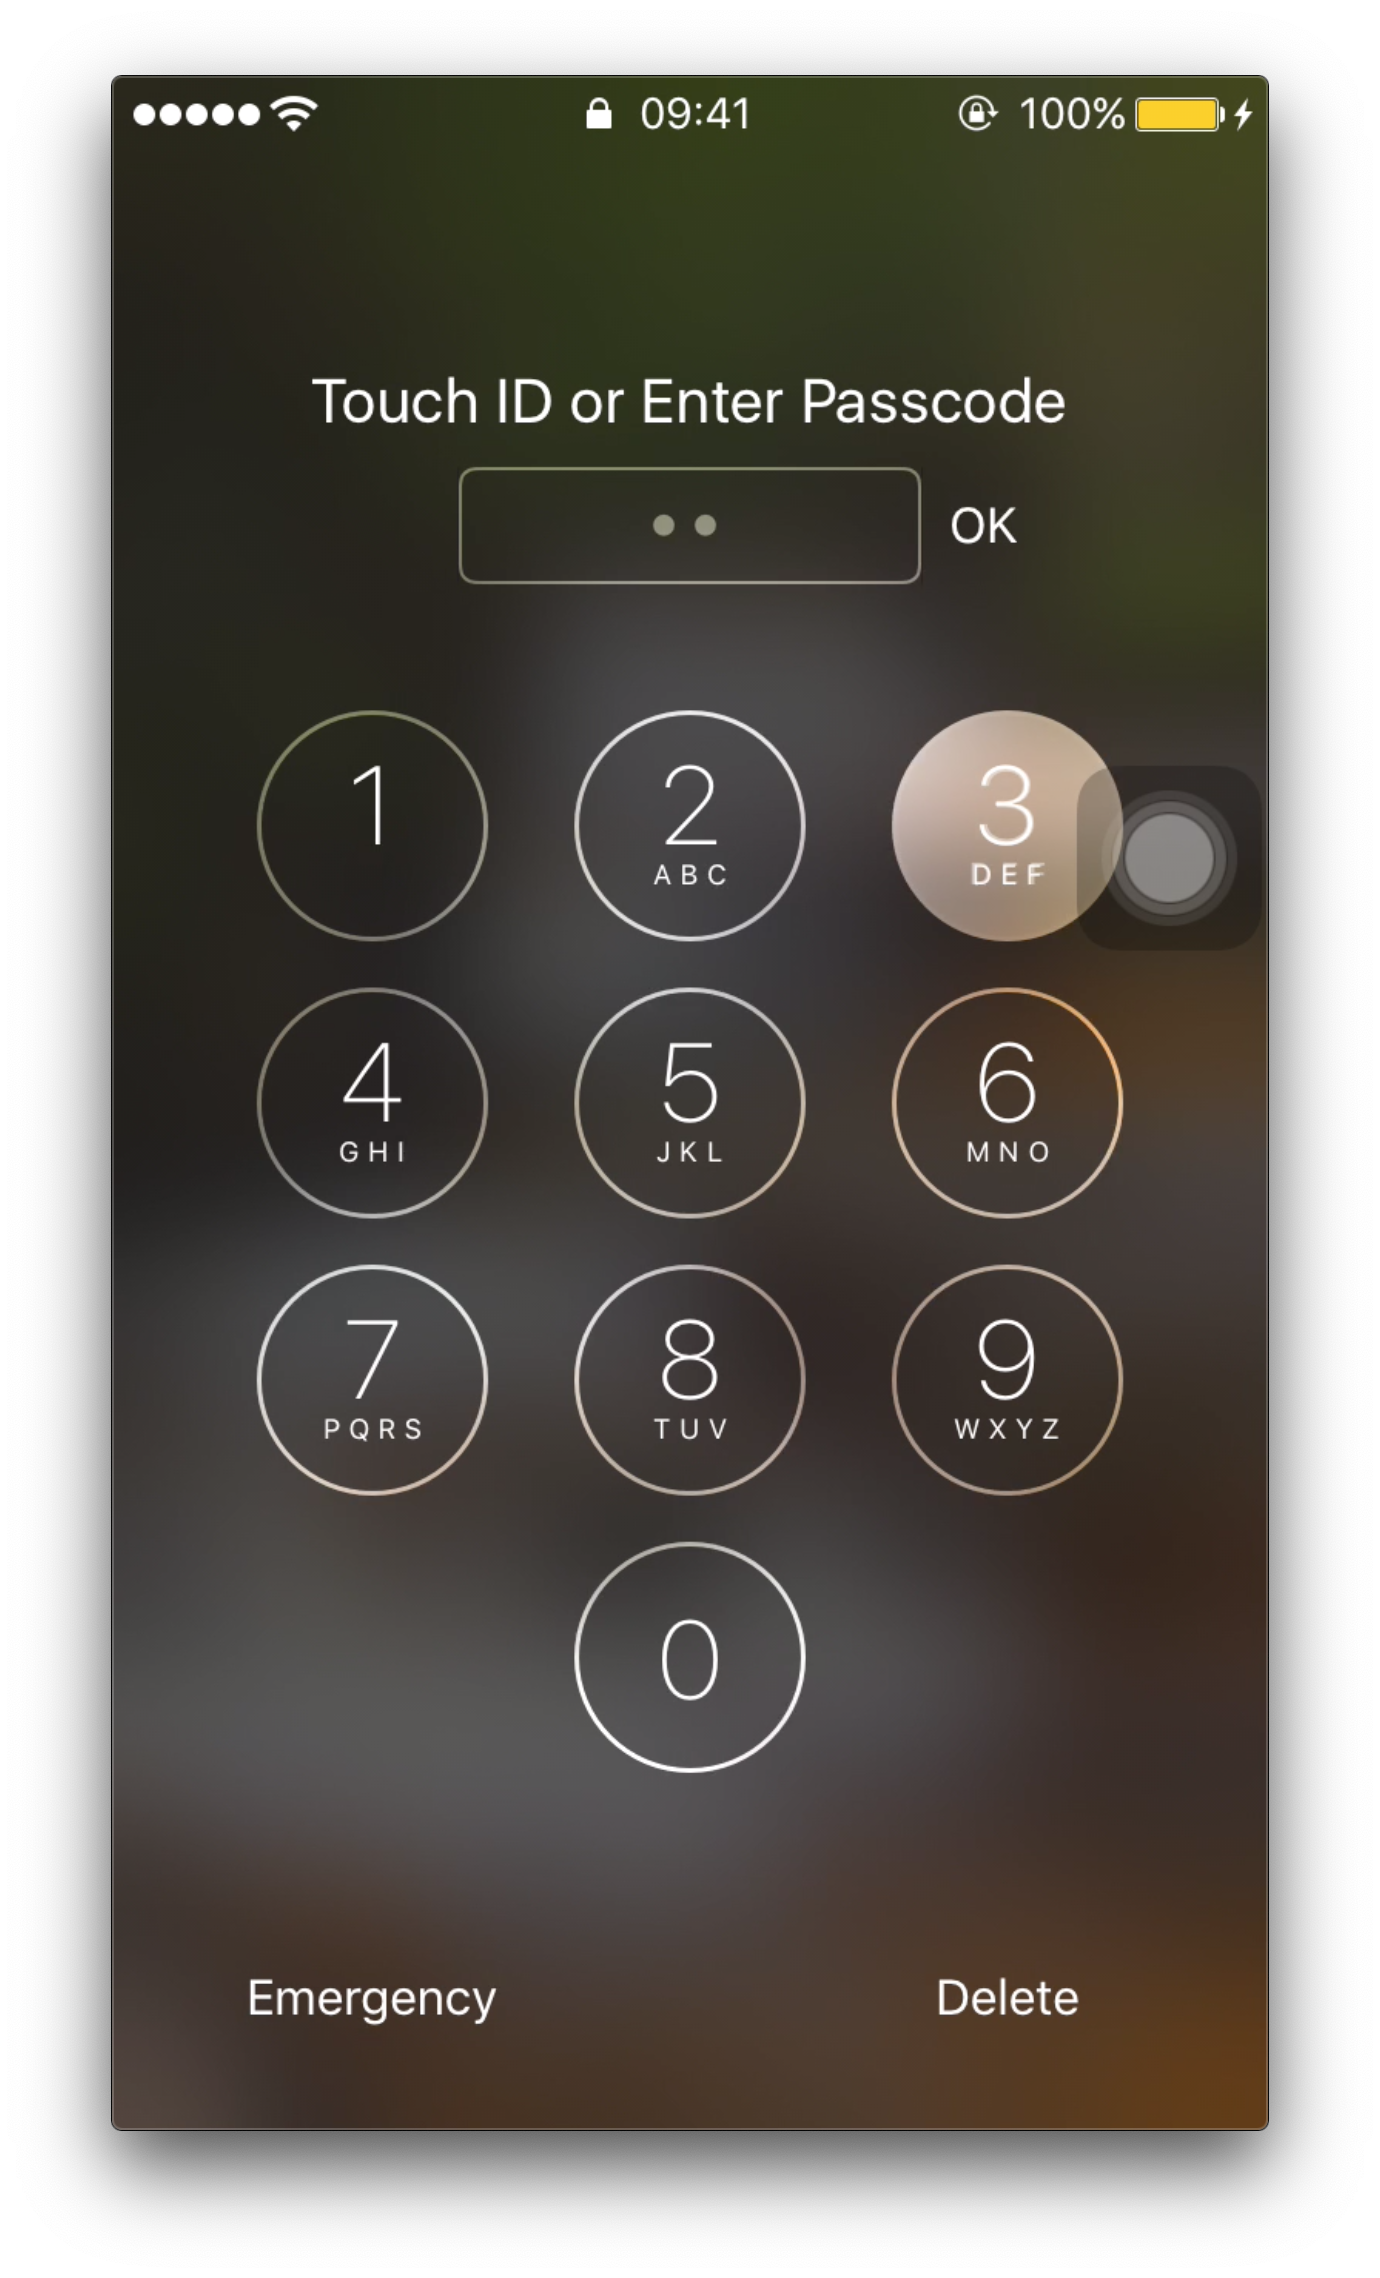 09:41 100%
Touch ID or Enter Passcode
OK
1 2 3
ABC DEF
4 5 6
GHI JKL MNO
7 8 9
PQRS TUV WXYZ
0
Emergency Delete